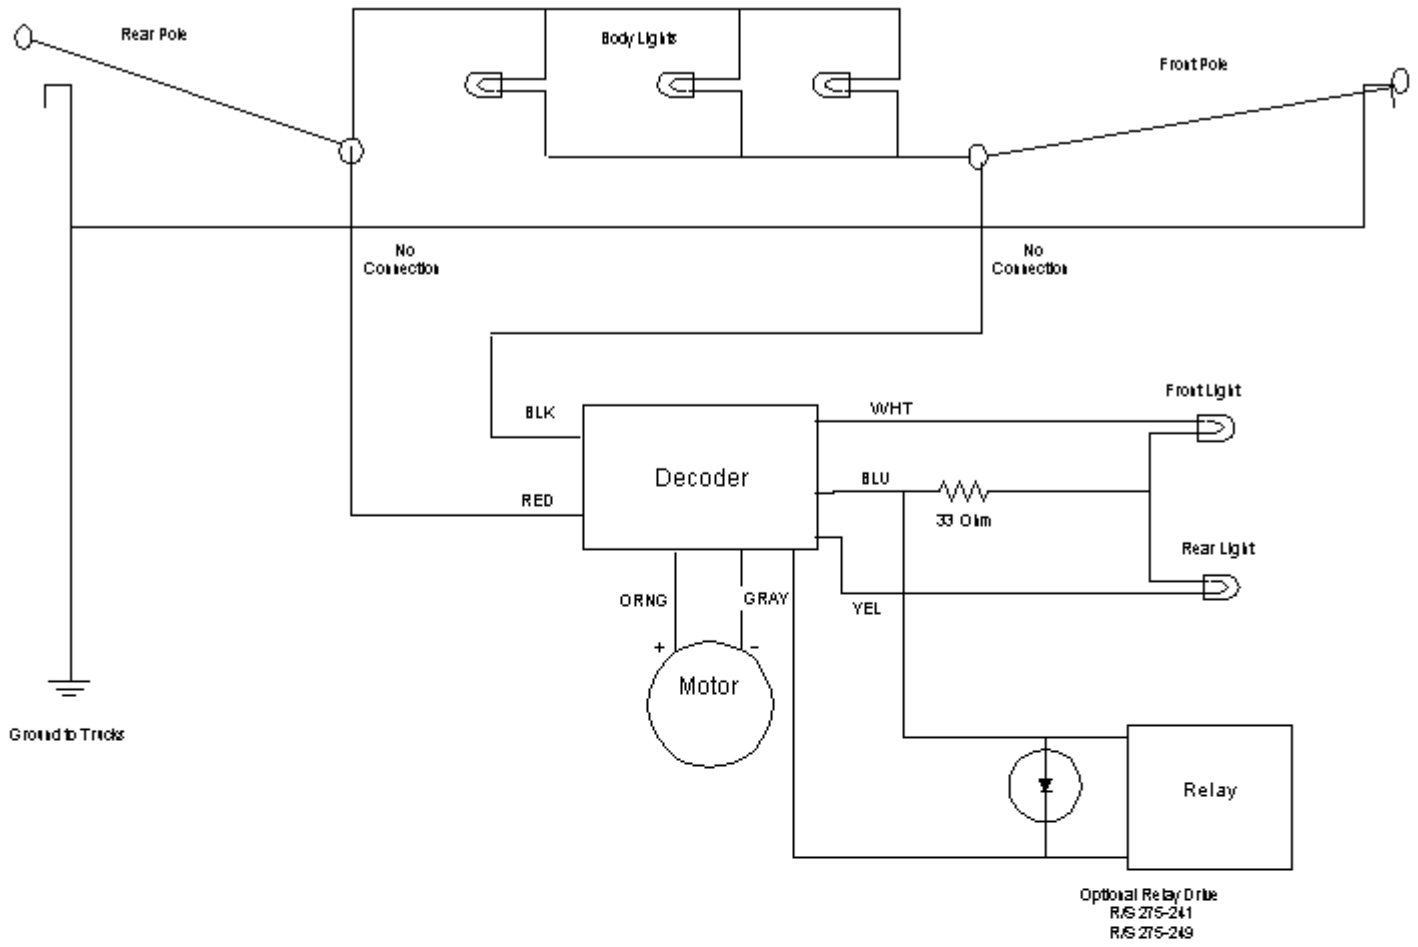 Rear Pole
Body Lights
Front Pole
No
Connection
No
Connection
BLK
WHT
Front Light
Decoder
BLU
RED
33 Ohm
Rear Light
ORNG
GRAY
YEL
+
-
Motor
Ground to Trucks
Relay
Optional Relay Drive
R/S 275-241
R/S 275-249